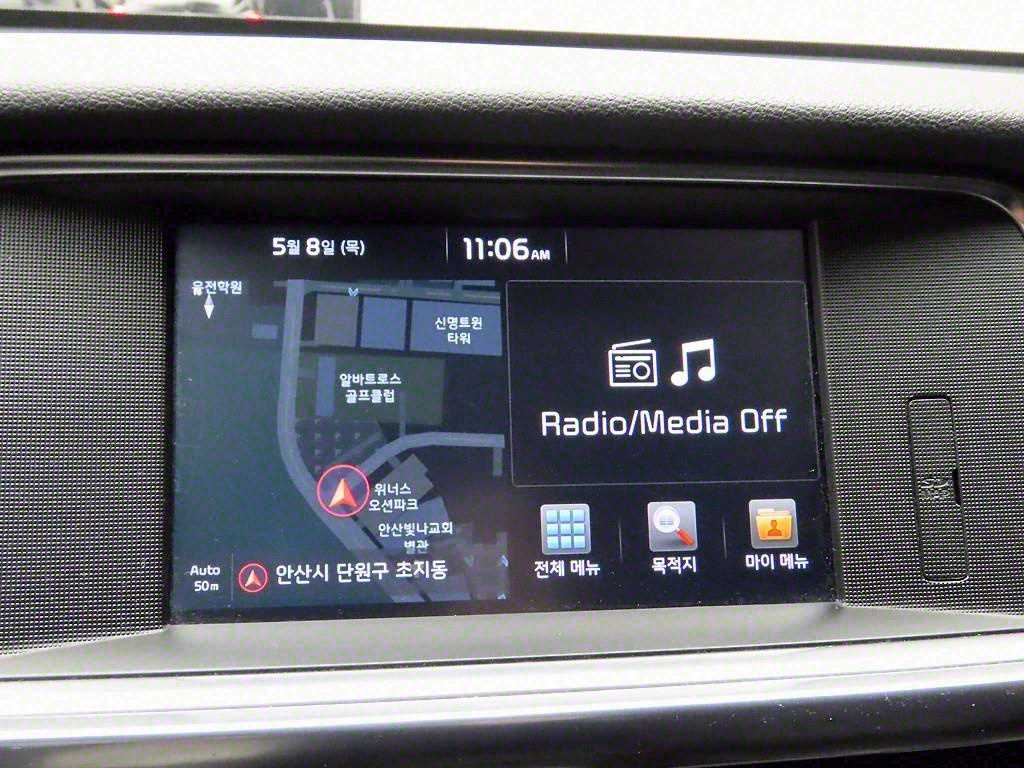 5월 8일 (목)
11:06 AM
운전학원
신명트윈
타워
알바트로스
골프클럽
Radio/Media Off
위너스
오션파크
안산빛나교회
별관
Auto
50m
안산시 단원구 초지동
전체 메뉴
목적지
마이 메뉴